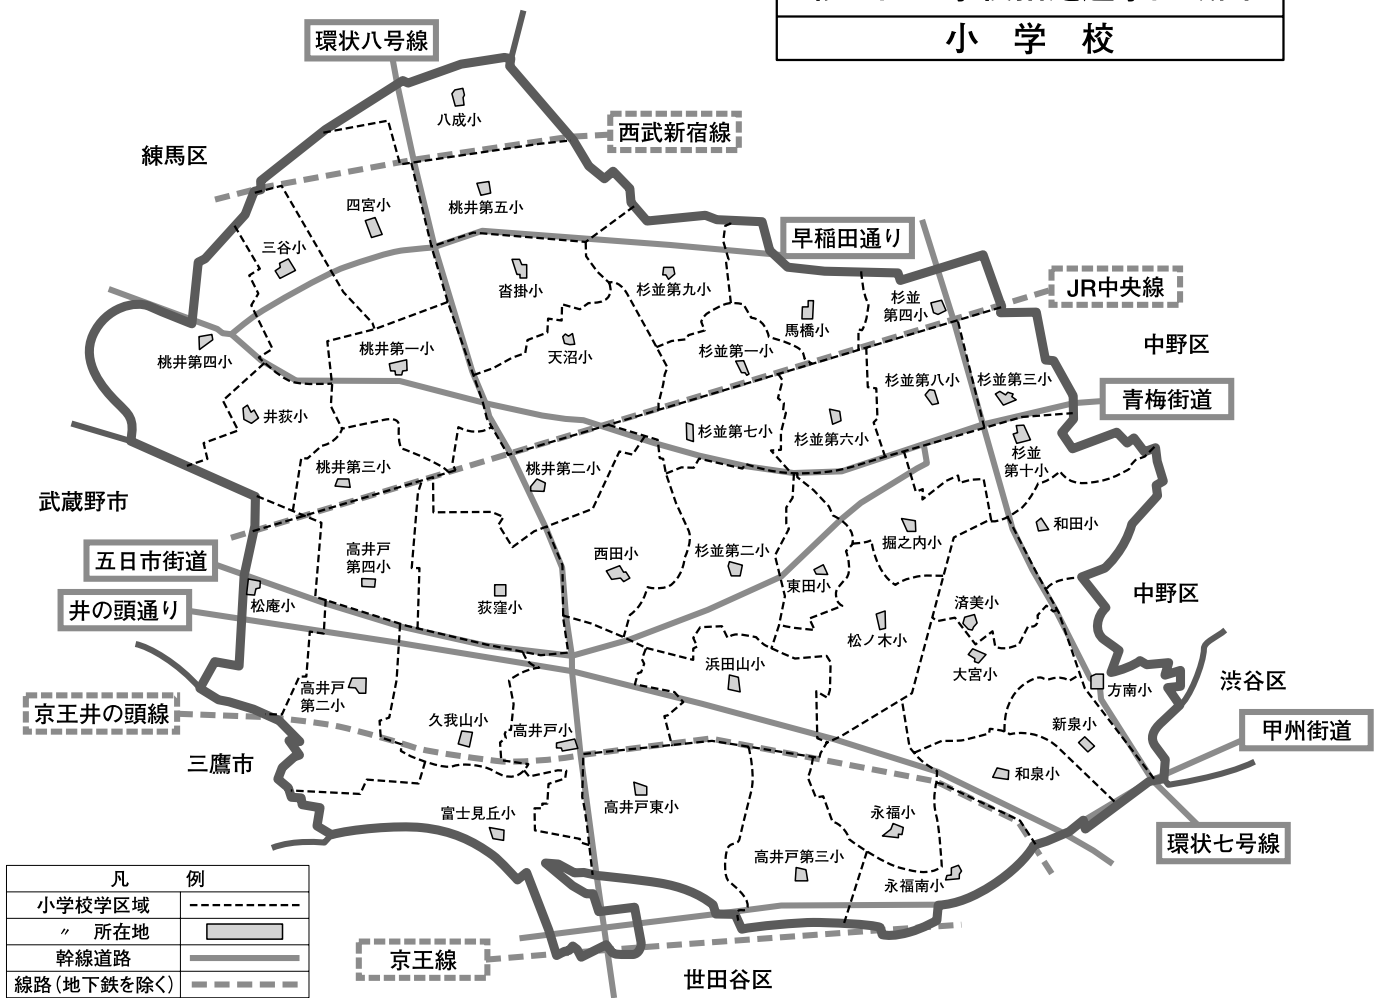 小学校
環状八号線
八成小
西武新宿線
練馬区
四宮小
桃井第五小
三谷小
早稲田通り
沓掛小
杉並第九小
杉並
第四小
JR中央線
馬橋小
中野区
桃井第四小
桃井第一小
天沼小
杉並第一小
杉並第八小
杉並第三小
青梅街道
井荻小
杉並第七小
杉並第六小
杉並
第十小
桃井第三小
桃井第二小
武蔵野市
和田小
五日市街道
高井戸
第四小
西田小
杉並第二小
堀之内小
東田小
中野区
井の頭通り
松庵小
荻窪小
松ノ木小
済美小
大宮小
浜田山小
方南小
渋谷区
高井戸
第二小
京王井の頭線
久我山小
高井戸小
新泉小
甲州街道
三鷹市
和泉小
富士見丘小
高井戸東小
永福小
環状七号線
高井戸第三小
永福南小
凡例
小学校学区域
〃 所在地
幹線道路
線路(地下鉄を除く)
京王線
世田谷区